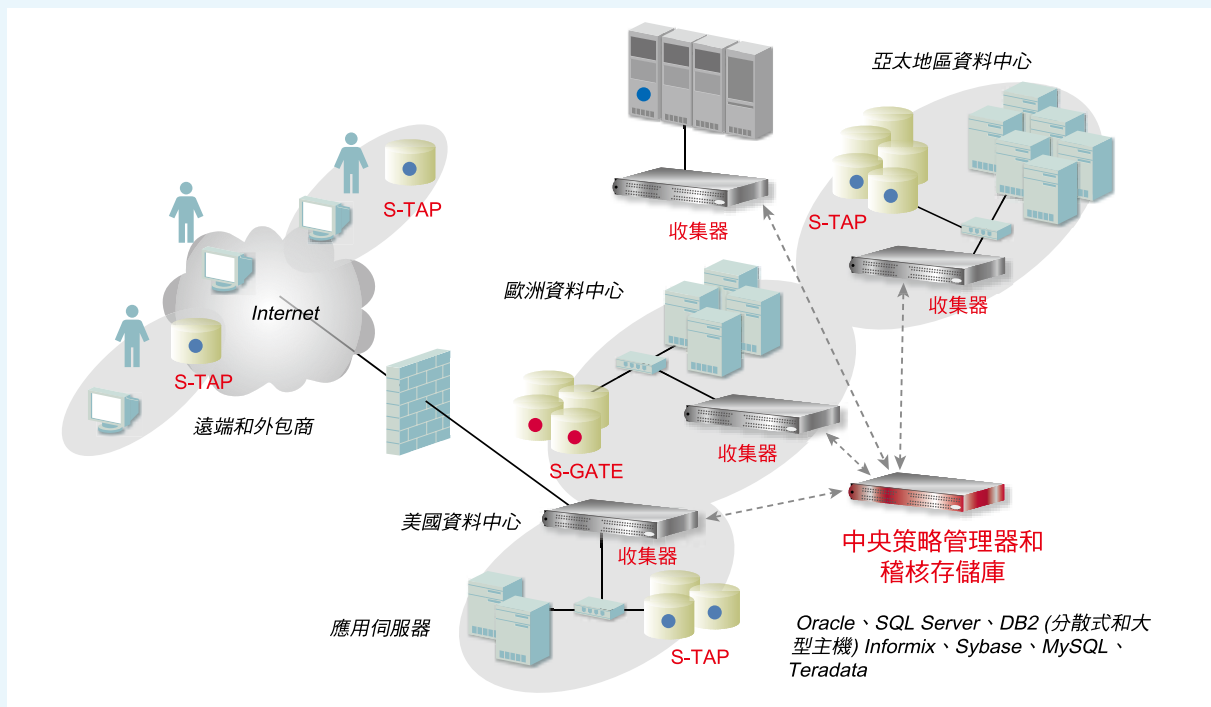 亞太地區資料中心
S-TAP
收集器
S-TAP
收集器
歐洲資料中心
Internet
S-TAP
遠端和外包商
收集器
S-GATE
美國資料中心
收集器
中央策略管理器和
稽核存儲庫
應用伺服器
S-TAP
Oracle、SQL Server、DB2 (分散式和大
型主機) Informix、Sybase、MySQL、
Teradata